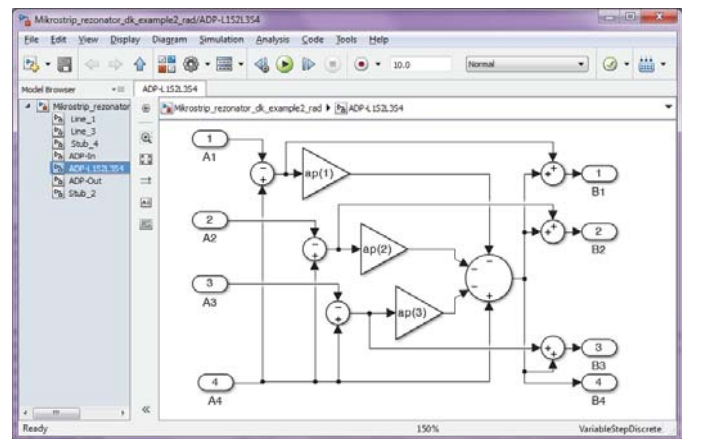 Mikrostrip_rezonator_dk_example2_rad/ADP-L1S2L3S4
File Edit View Display Diagram Simulation Analysis Code Tools Help
10.0 Normal
Model Browser
ADP-L1S2L3S4
Mikrostrip_rezonator
Mikrostrip_rezonator_dk_example2_rad ADP-L1S2L3S4
Line_1
Line_3
Stub_4
ADP-In
ADP-L1S2L3S4
ADP-Out
Stub_2
1
A1
ap(1)
1
B1
2
A2
ap(2)
2
B2
3
A3
ap(3)
3
B3
4
A4
4
B4
Ready 150% VariableStepDiscrete